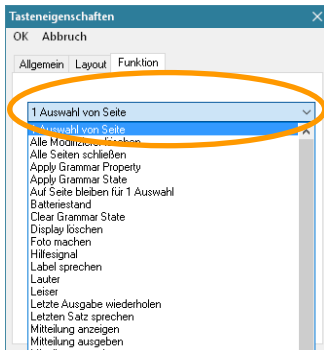 Tasteneigenschaften
OK Abbruch
Allgemein Layout Funktion
1 Auswahl von Seite
1 Auswahl von Seite
Alle Modifizierer löschen
Alle Seiten schließen
Apply Grammar Property
Apply Grammar State
Auf Seite bleiben für 1 Auswahl
Batteriestand
Clear Grammar State
Display löschen
Foto machen
Hilfesignal
Label sprechen
Lauter
Leiser
Letzte Ausgabe wiederholen
Letzten Satz sprechen
Mitteilung anzeigen
Mitteilung ausgeben